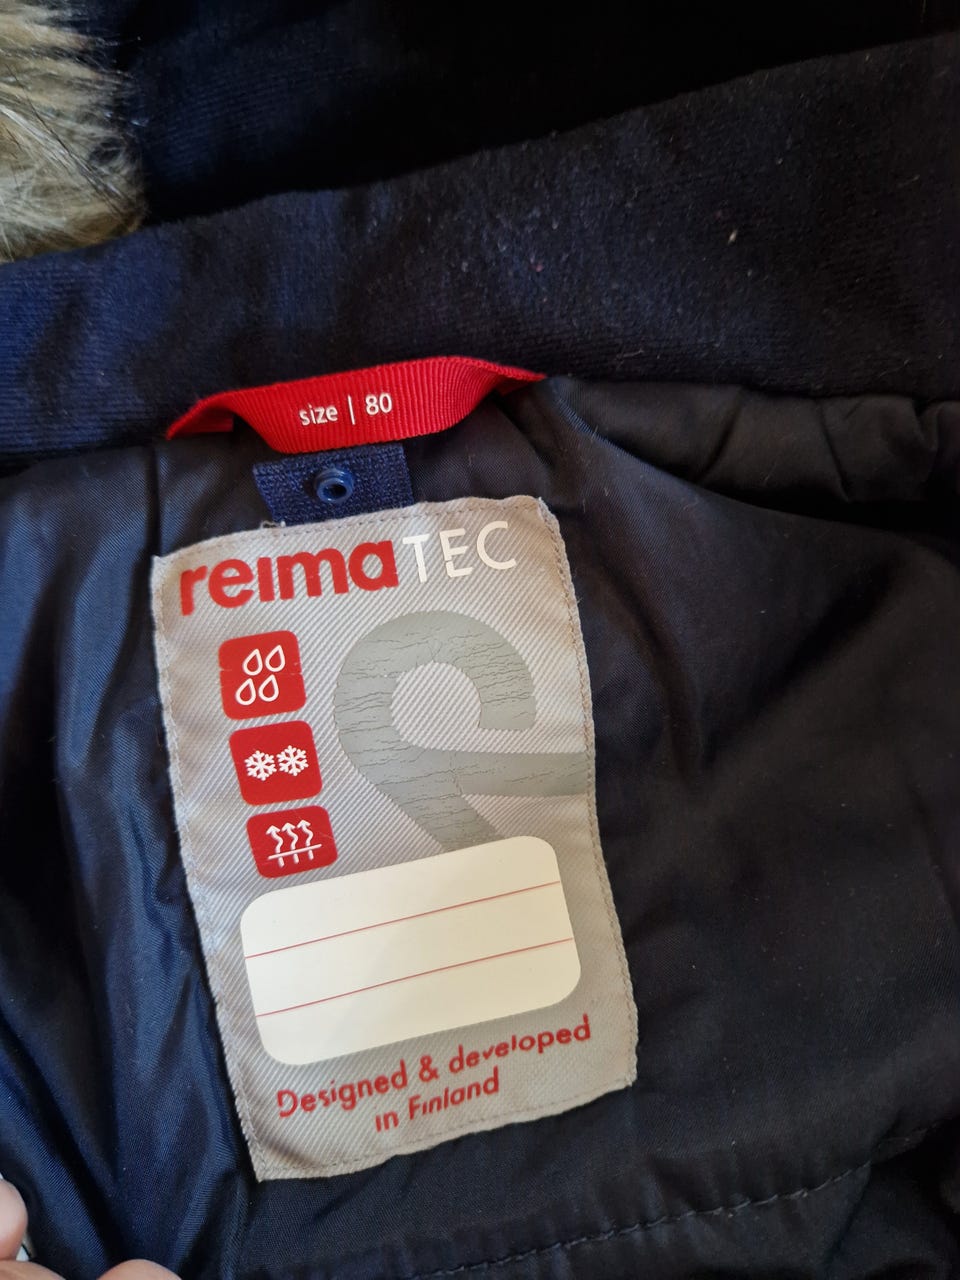 size | 80
reimaTEC
Designed & developed
in Finland